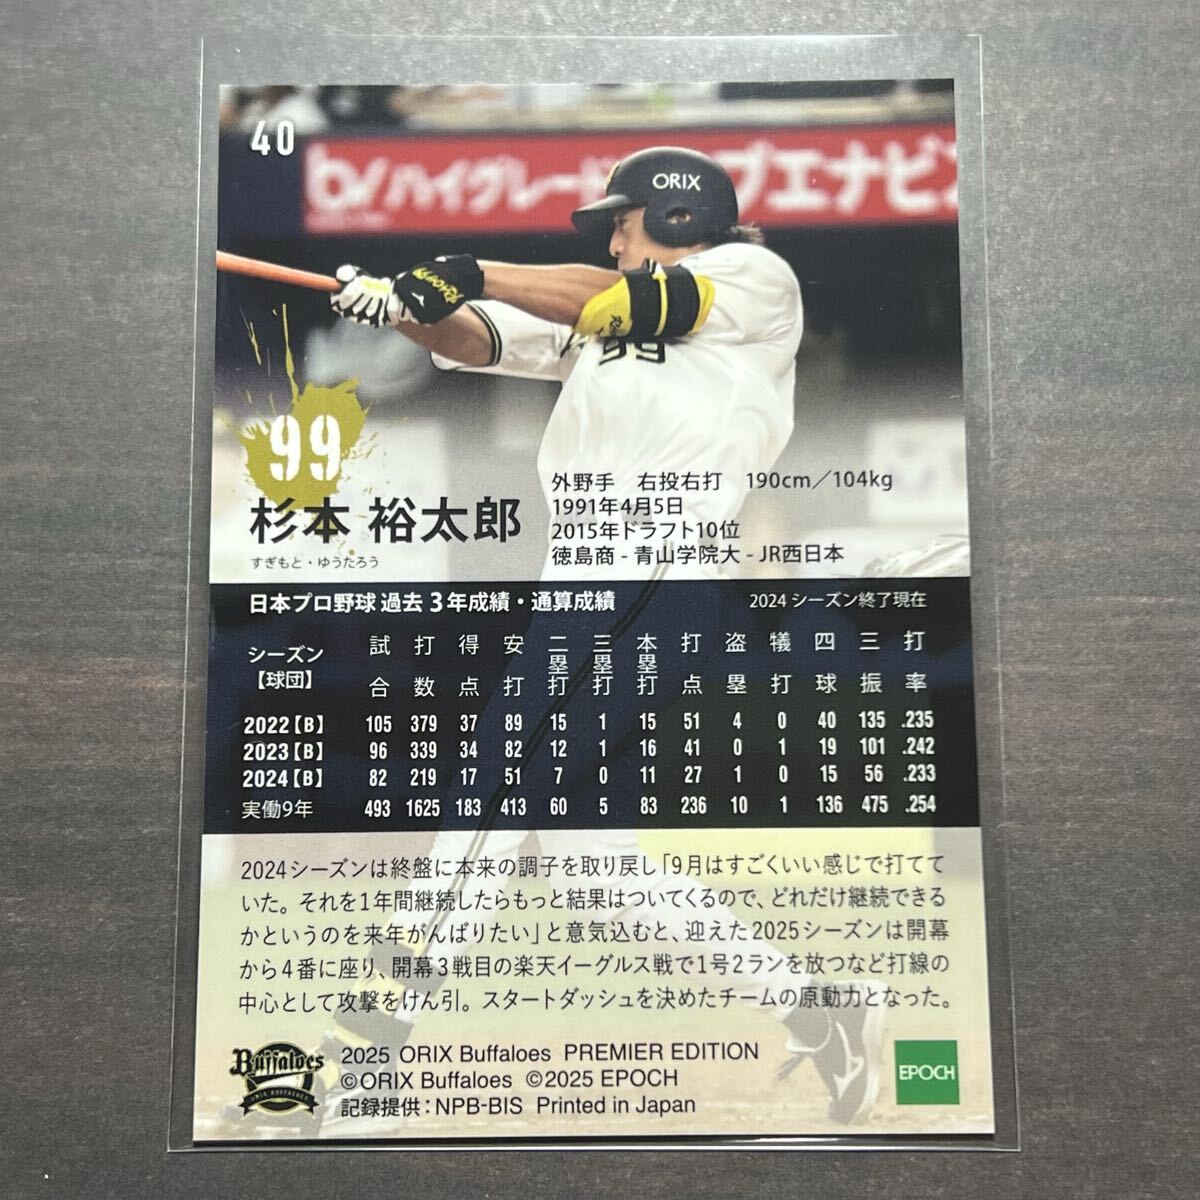 40
b/ハイグレード
プエナビ
ORIX
99
99
杉本 裕太郎
すぎもと・ゆうたろう
外野手 右投右打 190cm／104kg
1991年4月5日
2015年ドラフト10位
徳島商 - 青山学院大 - JR西日本
日本プロ野球 過去3年成績・通算成績 2024 シーズン終了現在
シーズン【球団】 試合 打数 得点 安打 二塁打 三塁打 本塁打 打点 盗塁 犠打 四球 三振 打率
2022【B】 105 379 37 89 15 1 15 51 4 0 40 135 .235
2023【B】 96 339 34 82 12 1 16 41 0 1 19 101 .242
2024【B】 82 219 17 51 7 0 11 27 1 0 15 56 .233
実働9年 493 1625 183 413 60 5 83 236 10 1 136 475 .254
2024シーズンは終盤に本来の調子を取り戻し「9月はすごくいい感じで打てて
いた。それを1年間継続したらもっと結果はついてくるので、どれだけ継続できる
かというのを来年がんばりたい」と意気込むと、迎えた2025シーズンは開幕
から4番に座り、開幕3戦目の楽天イーグルス戦で1号2ランを放つなど打線の
中心として攻撃をけん引。スタートダッシュを決めたチームの原動力となった。
Buffaloes
ORIX BUFFALOES
2025 ORIX Buffaloes PREMIER EDITION
©ORIX Buffaloes ©2025 EPOCH
記録提供：NPB-BIS Printed in Japan
EPOCH